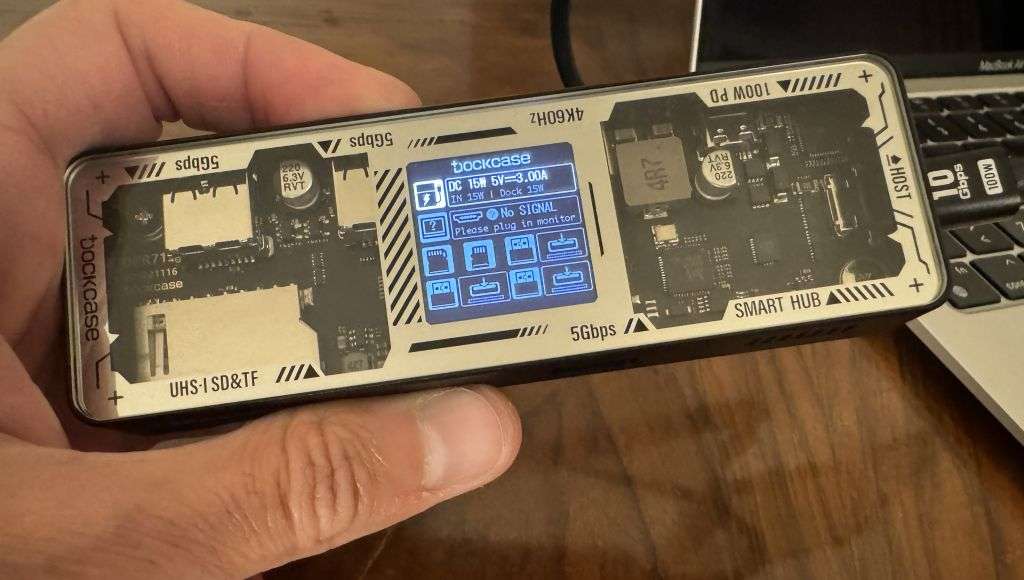 MacBook Air
100W PD
4K60Hz
5Gbps
5Gbps
HOST
10
Gbps
100W
220
6.3V
RVT
220
6.3V
RVT
4R7
DOCKCASE
DC 15W 5V⎓3.00A
IN 15W | Dock 15W
? No SIGNAL
Please plug in monitor
?
DOCKCASE
UHS-I SD&TF
5Gbps
SMART HUB